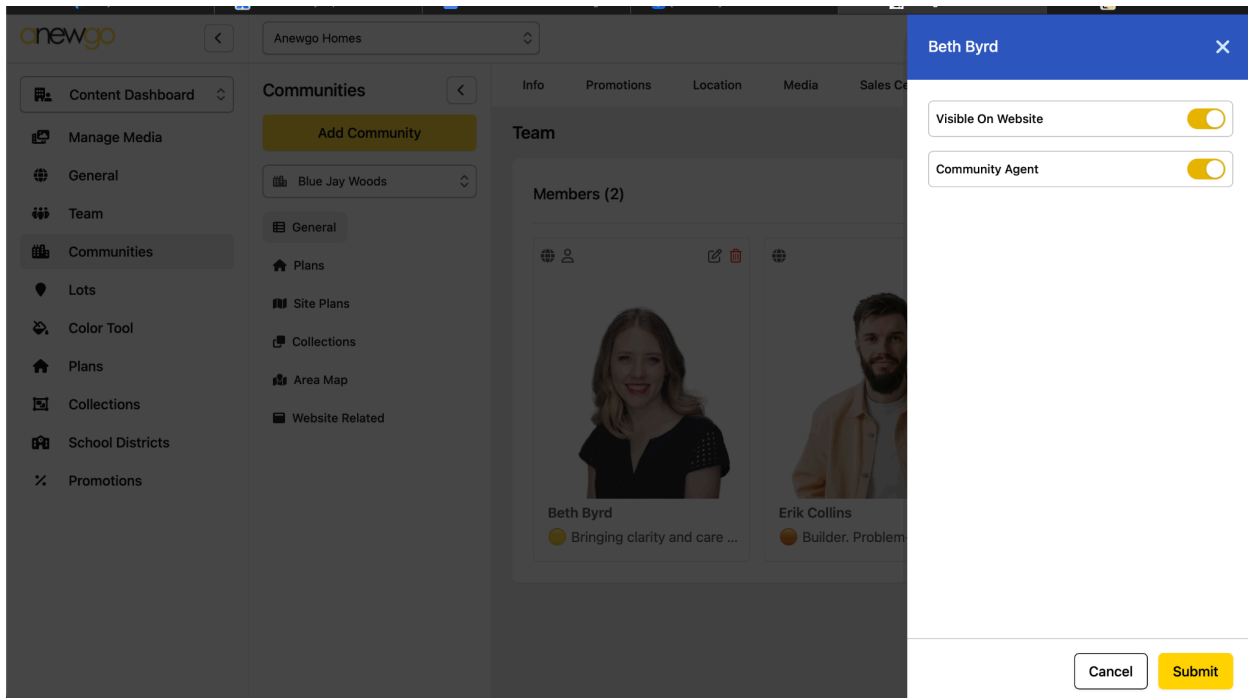 anewgo
Anewgo Homes
Beth Byrd
Content Dashboard
Manage Media
General
Team
Communities
Lots
Color Tool
Plans
Collections
School Districts
Promotions
Communities
Add Community
Blue Jay Woods
General
Plans
Site Plans
Collections
Area Map
Website Related
Info
Promotions
Location
Media
Sales Ce
Team
Members (2)
Beth Byrd
Bringing clarity and care ...
Erik Collins
Builder. Problem-
Visible On Website
Community Agent
Cancel
Submit